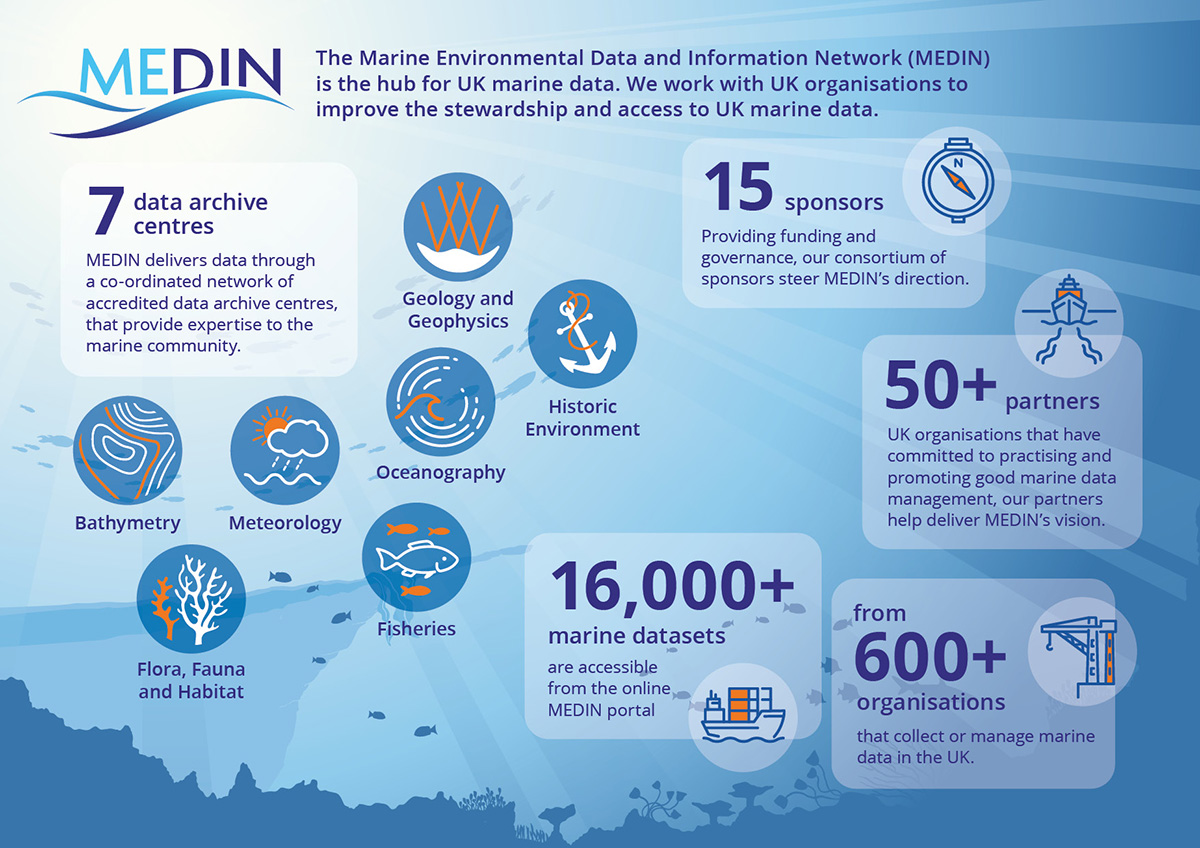 MEDIN
The Marine Environmental Data and Information Network (MEDIN)
is the hub for UK marine data. We work with UK organisations to
improve the stewardship and access to UK marine data.
7 data archive
centres
MEDIN delivers data through
a co-ordinated network of
accredited data archive centres,
that provide expertise to the
marine community.
Geology and
Geophysics
Historic
Environment
Oceanography
Bathymetry
Meteorology
Fisheries
Flora, Fauna
and Habitat
15 sponsors
Providing funding and
governance, our consortium of
sponsors steer MEDIN’s direction.
N
50+ partners
UK organisations that have
committed to practising and
promoting good marine data
management, our partners
help deliver MEDIN’s vision.
16,000+
marine datasets
are accessible
from the online
MEDIN portal
from
600+
organisations
that collect or manage marine
data in the UK.